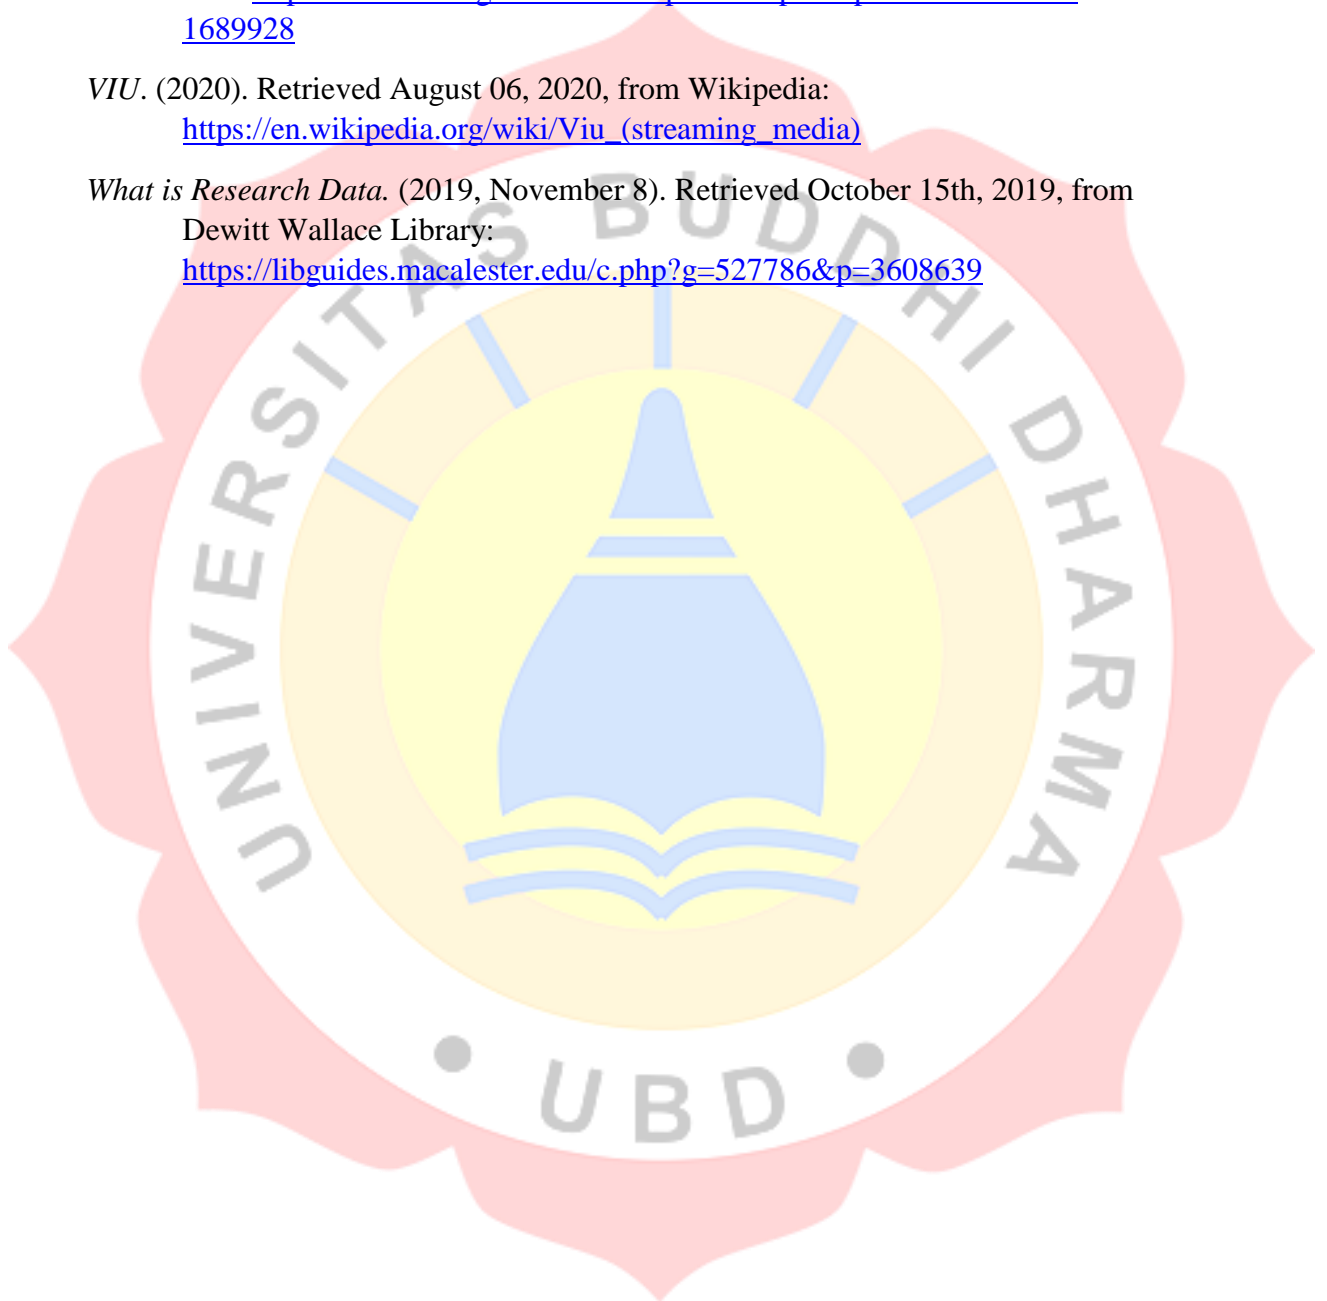 1689928
VIU. (2020). Retrieved August 06, 2020, from Wikipedia:
https://en.wikipedia.org/wiki/Viu_(streaming_media)
What is Research Data. (2019, November 8). Retrieved October 15th, 2019, from
Dewitt Wallace Library:
https://libguides.macalester.edu/c.php?g=527786&p=3608639
UNIVERSITAS BUDDHI DHARMA
• UBD •